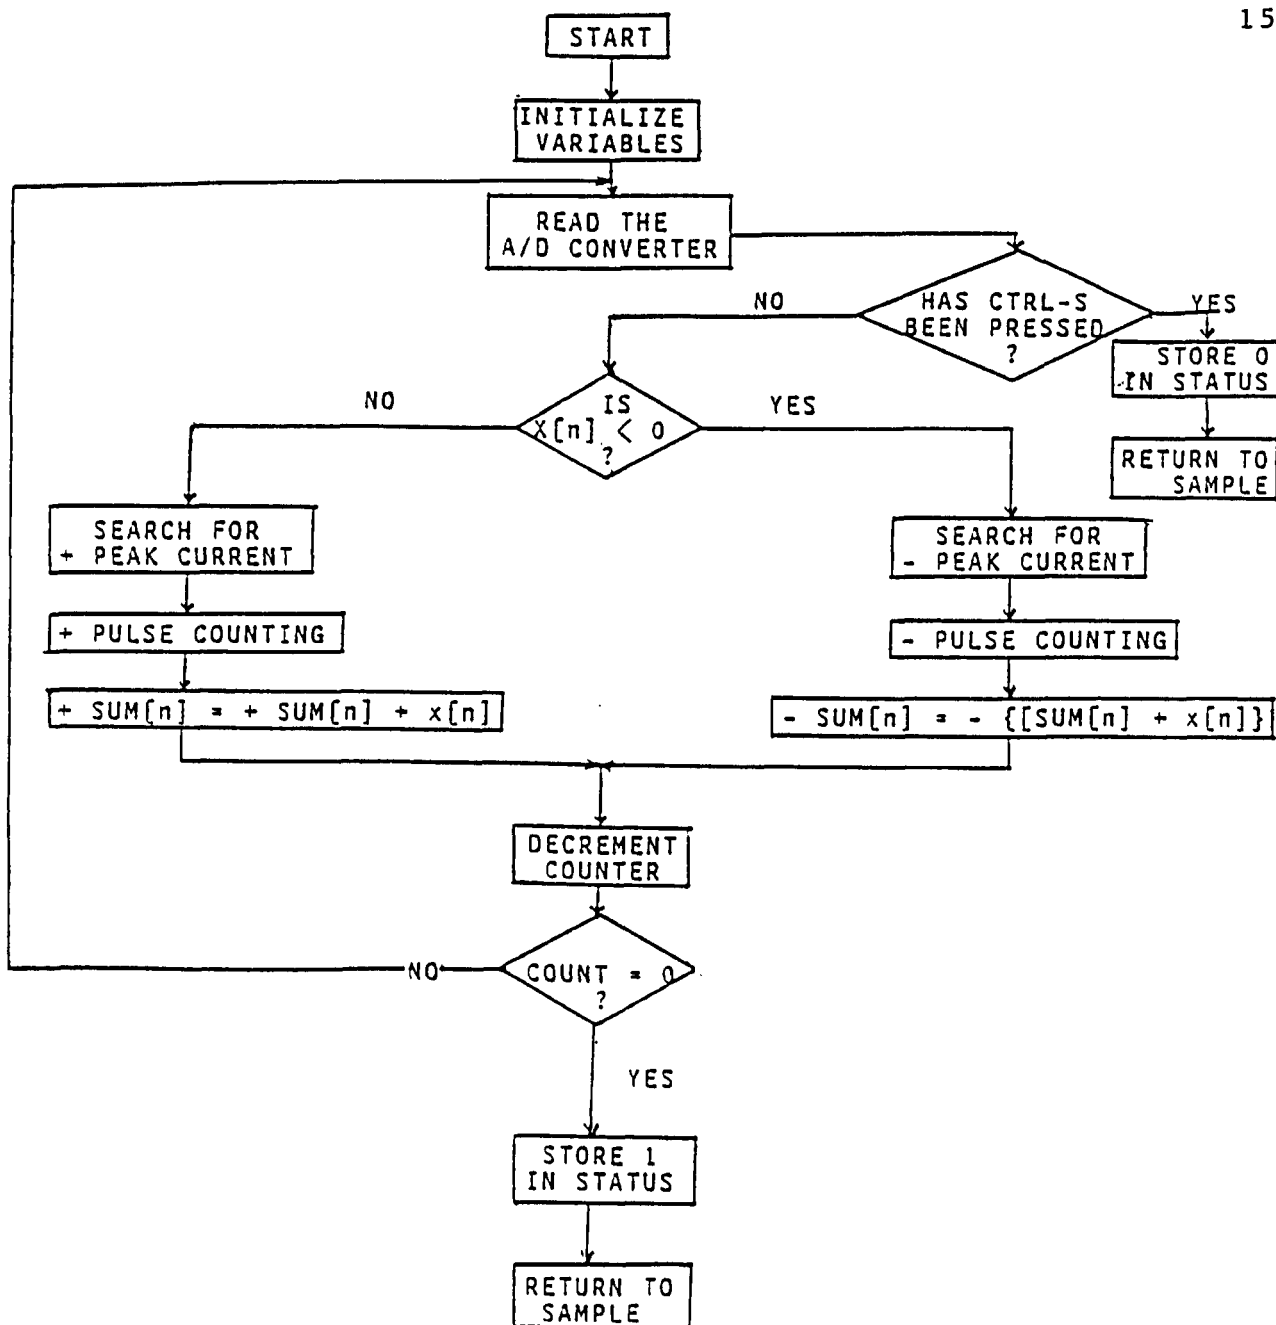 15
START
INITIALIZE
VARIABLES
READ THE
A/D CONVERTER
HAS CTRL-S
BEEN PRESSED
?
NO
YES
STORE 0
IN STATUS
RETURN TO
SAMPLE
IS
X[n] < 0
?
NO
YES
SEARCH FOR
+ PEAK CURRENT
+ PULSE COUNTING
+ SUM[n] = + SUM[n] + x[n]
SEARCH FOR
- PEAK CURRENT
- PULSE COUNTING
- SUM[n] = - {[SUM[n] + x[n]}
DECREMENT
COUNTER
COUNT = 0
?
NO
YES
STORE 1
IN STATUS
RETURN TO
SAMPLE